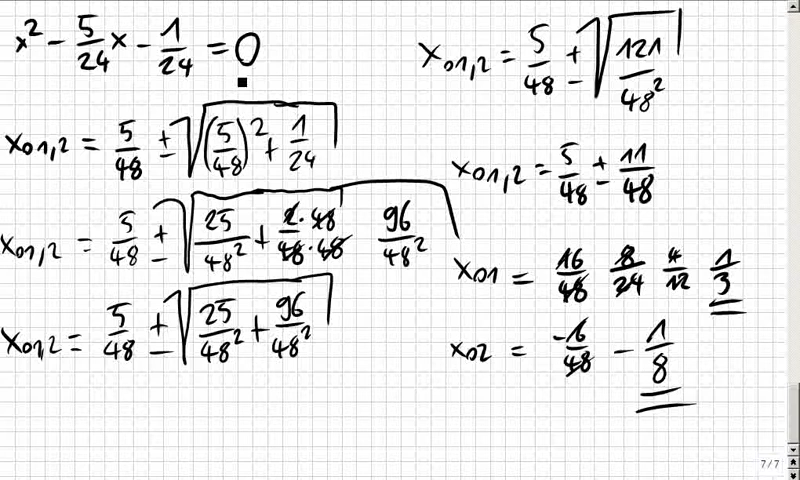 x² - 5/24 x - 1/24 = 0
x₀₁,₂ = 5/48 ± √((5/48)² + 1/24)
x₀₁,₂ = 5/48 ± √(25/48² + 2·48/48·48 96/48²)
x₀₁,₂ = 5/48 ± √(25/48² + 96/48²)
x₀₁,₂ = 5/48 ± √(121/48²)
x₀₁,₂ = 5/48 ± 11/48
x₀₁ = 16/48 8/24 4/12 1/3
x₀₂ = -6/48 - 1/8
7/7